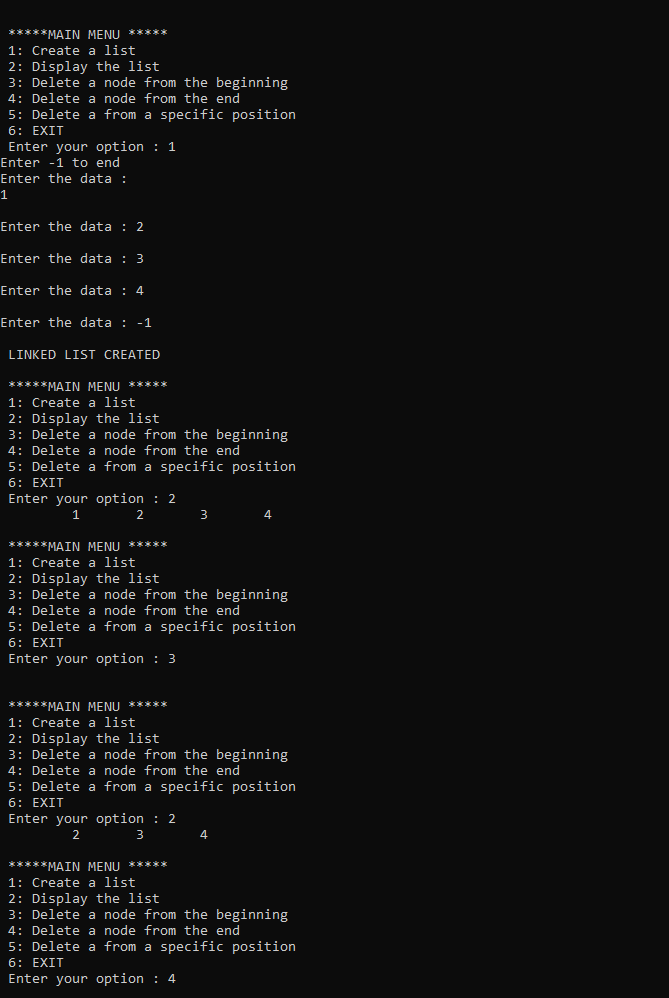 *****MAIN MENU *****
1: Create a list
2: Display the list
3: Delete a node from the beginning
4: Delete a node from the end
5: Delete a from a specific position
6: EXIT
Enter your option : 1
Enter -1 to end
Enter the data :
1
Enter the data : 2
Enter the data : 3
Enter the data : 4
Enter the data : -1
LINKED LIST CREATED
*****MAIN MENU *****
1: Create a list
2: Display the list
3: Delete a node from the beginning
4: Delete a node from the end
5: Delete a from a specific position
6: EXIT
Enter your option : 2
1 2 3 4
*****MAIN MENU *****
1: Create a list
2: Display the list
3: Delete a node from the beginning
4: Delete a node from the end
5: Delete a from a specific position
6: EXIT
Enter your option : 3
*****MAIN MENU *****
1: Create a list
2: Display the list
3: Delete a node from the beginning
4: Delete a node from the end
5: Delete a from a specific position
6: EXIT
Enter your option : 2
2 3 4
*****MAIN MENU *****
1: Create a list
2: Display the list
3: Delete a node from the beginning
4: Delete a node from the end
5: Delete a from a specific position
6: EXIT
Enter your option : 4